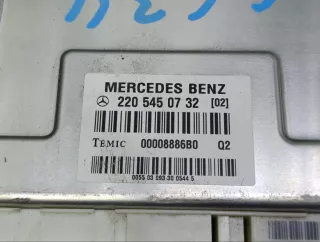 MERCEDES BENZ
220 545 07 32 [02]
TEMIC 00008886B0 Q2